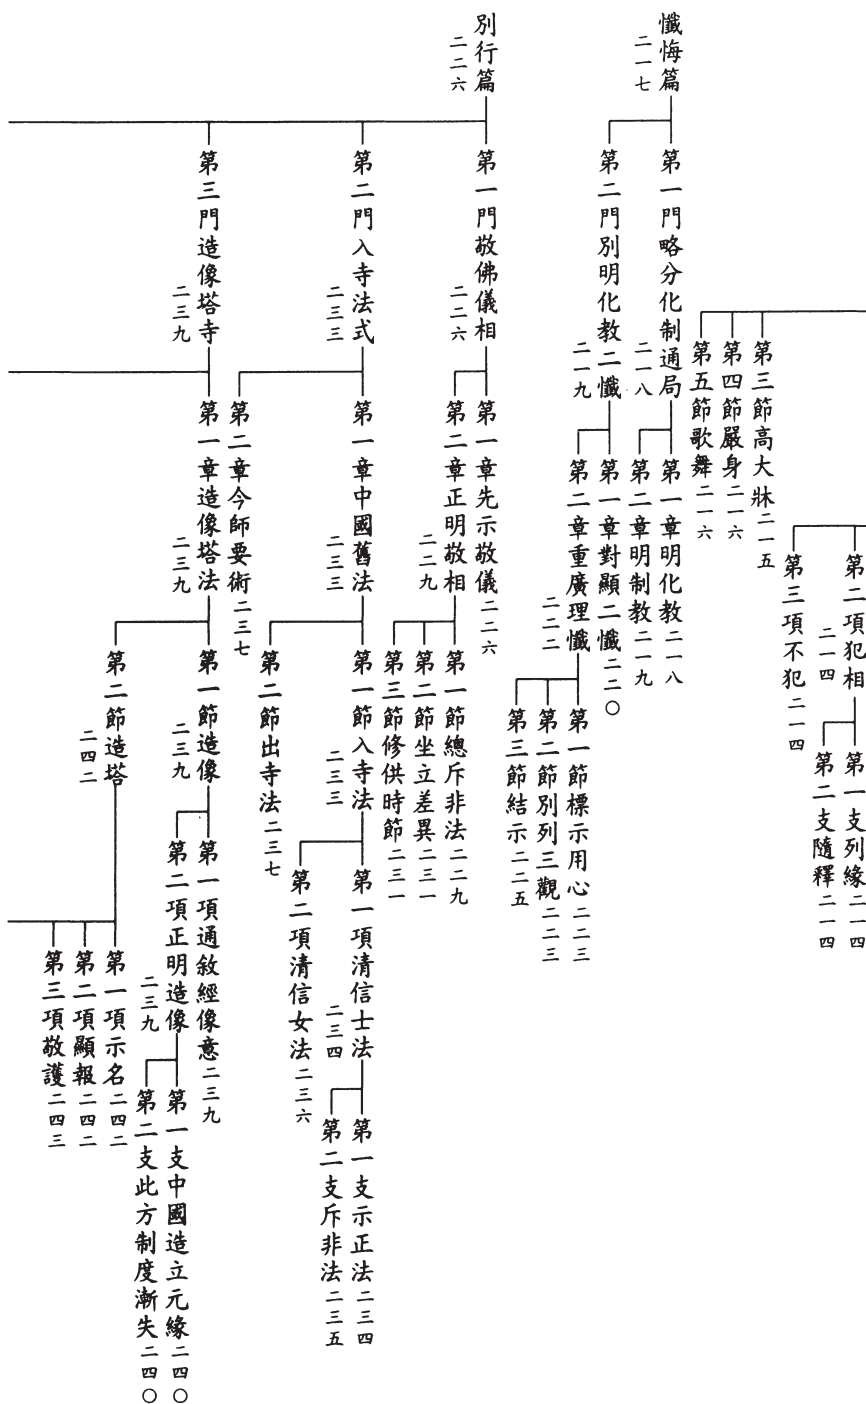 第二項犯相 二一四
第一支列緣 二一四
第二支隨釋 二一四
第三項不犯 二一四
第三節高大牀 二一五
第四節嚴身 二一六
第五節歌舞 二一六
懺悔篇 二一七
第一門略分化制通局 二一八
第一章明化教 二一八
第二章明制教 二一九
第二門別明化教二懺 二一九
第一章對顯二懺 二二〇
第二章重廣理懺 二二二
第一節標示用心 二二三
第二節別列三觀 二二三
第三節結示 二二五
別行篇 二二六
第一門敬佛儀相 二二六
第一章先示敬儀 二二六
第二章正明敬相 二二九
第一節總斥非法 二二九
第二節坐立差異 二三一
第三節修供時節 二三一
第二門入寺法式 二三三
第一章中國舊法 二三三
第一節入寺法 二三三
第一項清信士法 二三四
第一支示正法 二三四
第二支斥非法 二三五
第二項清信女法 二三六
第二節出寺法 二三七
第二章今師要術 二三七
第三門造像塔寺 二三九
第一章造像塔法 二三九
第一節造像 二三九
第一項通敘經像意 二三九
第二項正明造像 二三九
第一支中國造立元緣 二四〇
第二支此方制度漸失 二四〇
第二節造塔 二四二
第一項示名 二四二
第二項顯報 二四二
第三項敬護 二四三